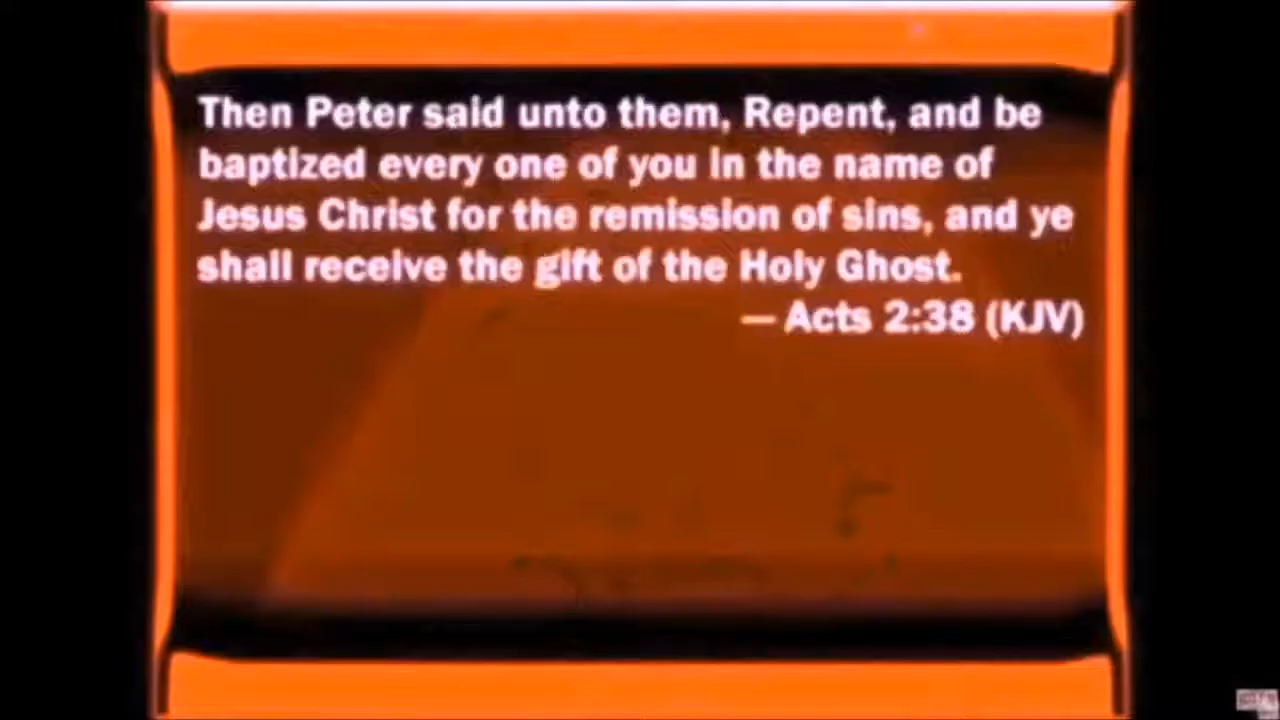 Then Peter said unto them, Repent, and be
baptized every one of you in the name of
Jesus Christ for the remission of sins, and ye
shall receive the gift of the Holy Ghost.
— Acts 2:38 (KJV)